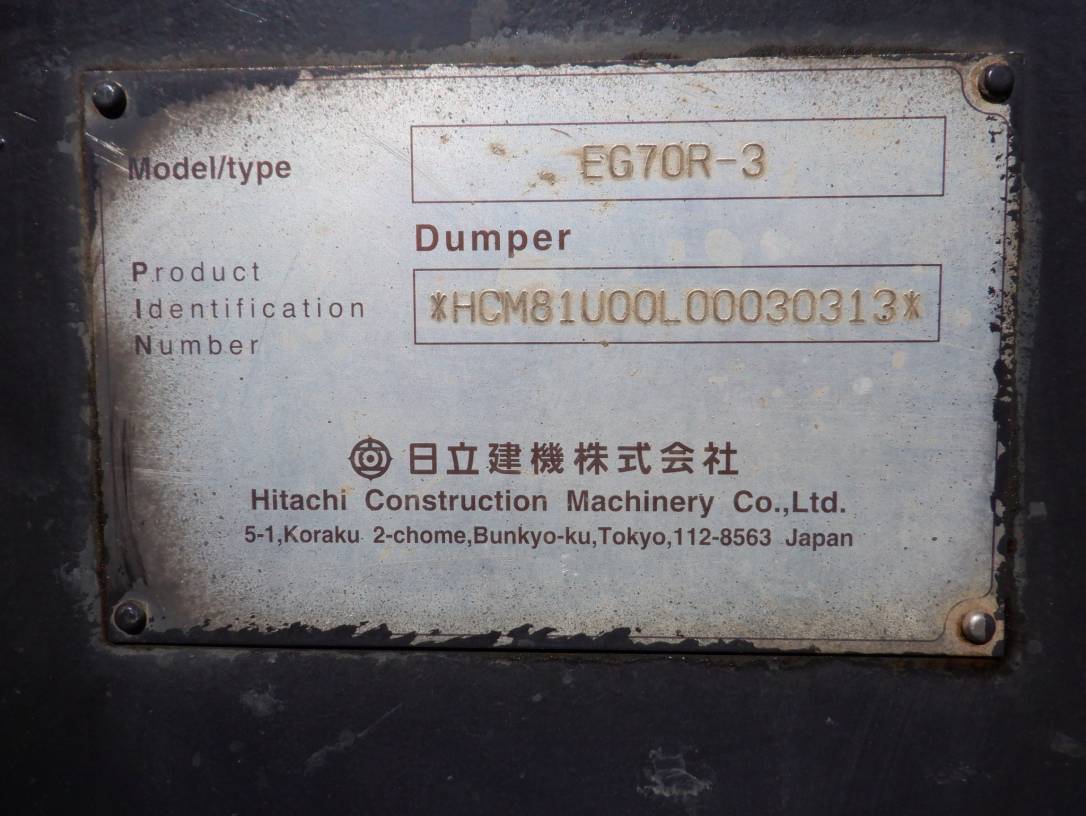 Model/type
EG70R-3
Dumper
Product
Identification
Number
*HCM81U00L00030313*
日立建機株式会社
Hitachi Construction Machinery Co.,Ltd.
5-1,Koraku 2-chome,Bunkyo-ku,Tokyo,112-8563 Japan